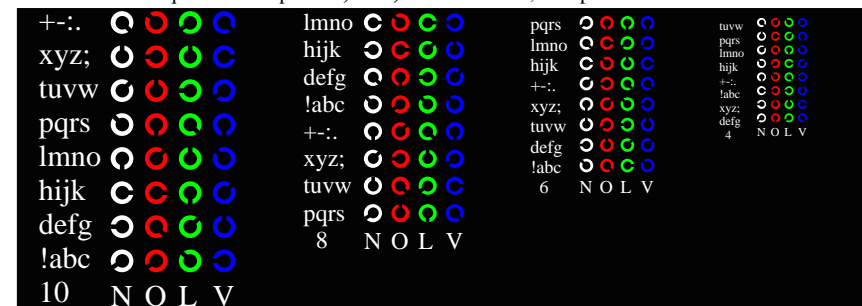 +-:.
xyz;
tuvw
pqrs
lmno
hijk
defg
!abc
10 N O L V
lmno
hijk
defg
!abc
+-:.
xyz;
tuvw
pqrs
8 N O L V
pqrs
lmno
hijk
+-:.
xyz;
tuvw
defg
!abc
6 N O L V
tuvw
pqrs
lmno
hijk
+-:.
!abc
xyz;
defg
4 N O L V